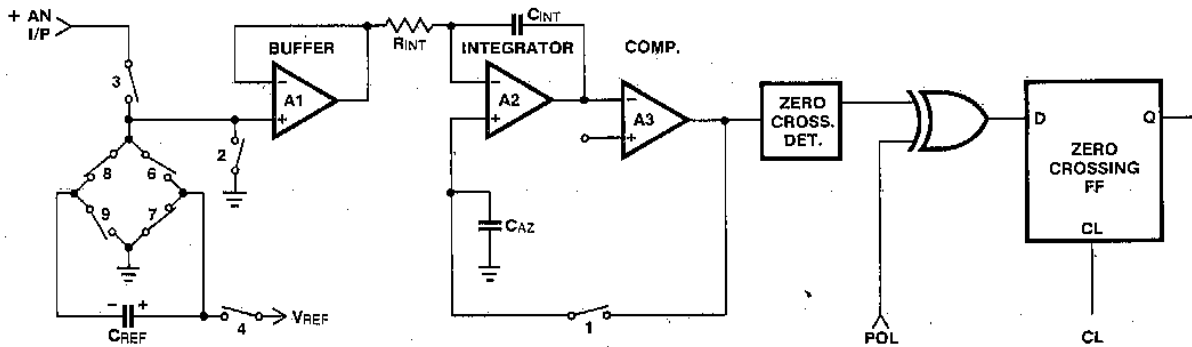 + AN
I/P
BUFFER
RINT
CINT
INTEGRATOR
COMP.
3
−
A1
+
−
A2
+
−
A3
+
ZERO
CROSS.
DET.
D
Q
ZERO
CROSSING
FF
CL
2
8
6
9
7
CAZ
− +
CREF
4
VREF
1
POL
CL